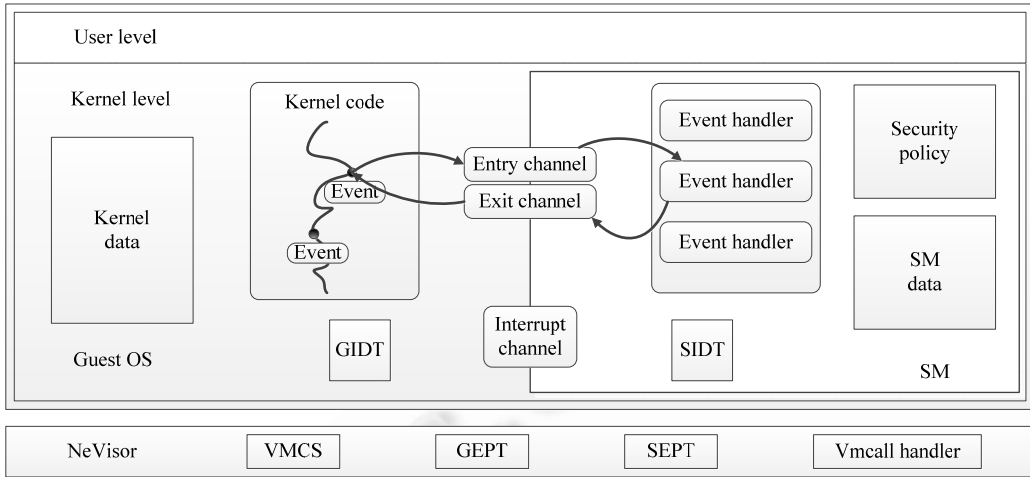 User level
Kernel level
Kernel code
Event handler
Security
policy
Entry channel
Event handler
Event
Exit channel
Kernel
data
Event
Event handler
SM
data
Interrupt
channel
GIDT
SIDT
Guest OS
SM
NeVisor
VMCS
GEPT
SEPT
Vmcall handler